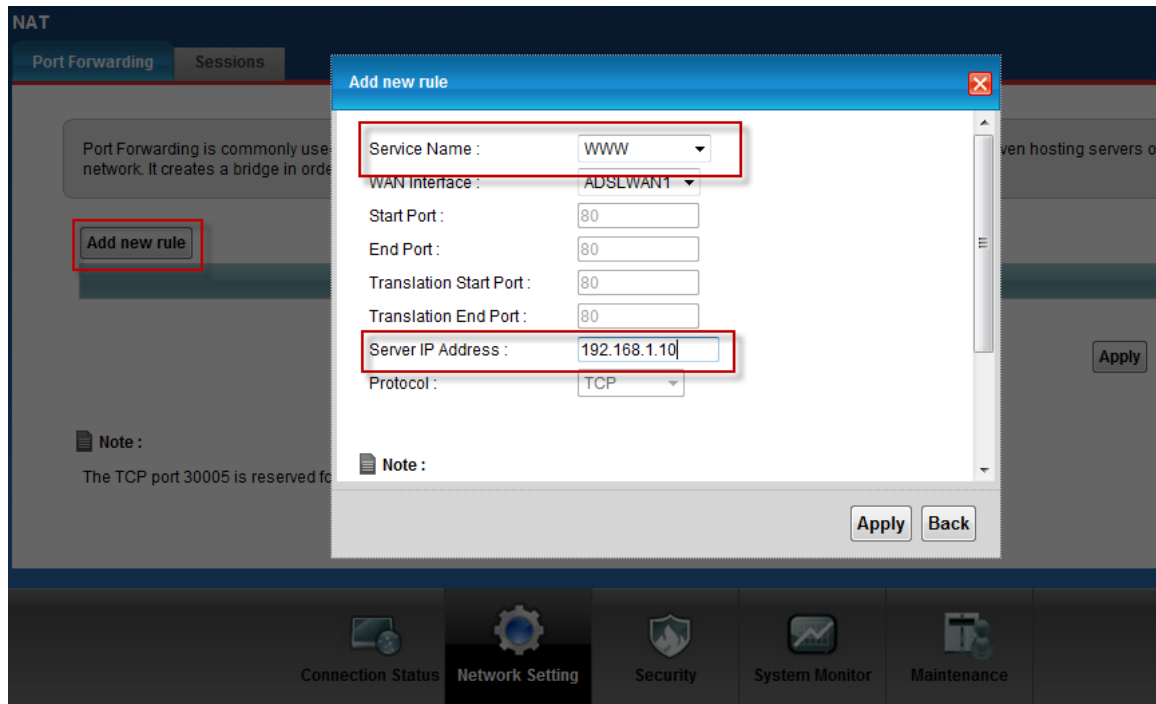 NAT
Port Forwarding Sessions
Port Forwarding is commonly use ven hosting servers o
network. It creates a bridge in orde
Add new rule
Add new rule
Service Name : WWW
WAN Interface : ADSLWAN1
Start Port : 80
End Port : 80
Translation Start Port : 80
Translation End Port : 80
Server IP Address : 192.168.1.10
Protocol : TCP
Apply
Note :
The TCP port 30005 is reserved fo
Note :
Apply Back
Connection Status Network Setting Security System Monitor Maintenance